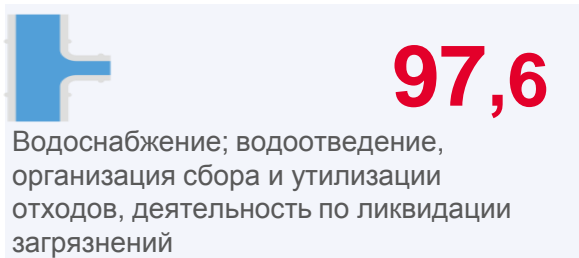 97,6
Водоснабжение; водоотведение,
организация сбора и утилизации
отходов, деятельность по ликвидации
загрязнений